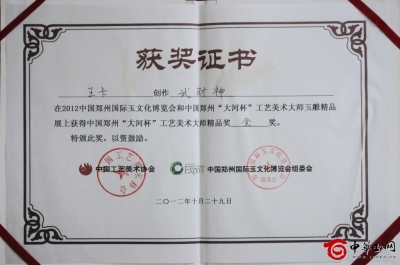 获奖证书
王士 创作 武财神
在2012中国郑州国际玉文化博览会和中国郑州“大河杯”工艺美术大师玉雕精品
展上获得中国郑州“大河杯”工艺美术大师精品奖 金 奖。
特颁此奖，以资鼓励。
中国工艺美术协会 Expo 中国郑州国际玉文化博览会组委会
二〇一二年十月二十九日